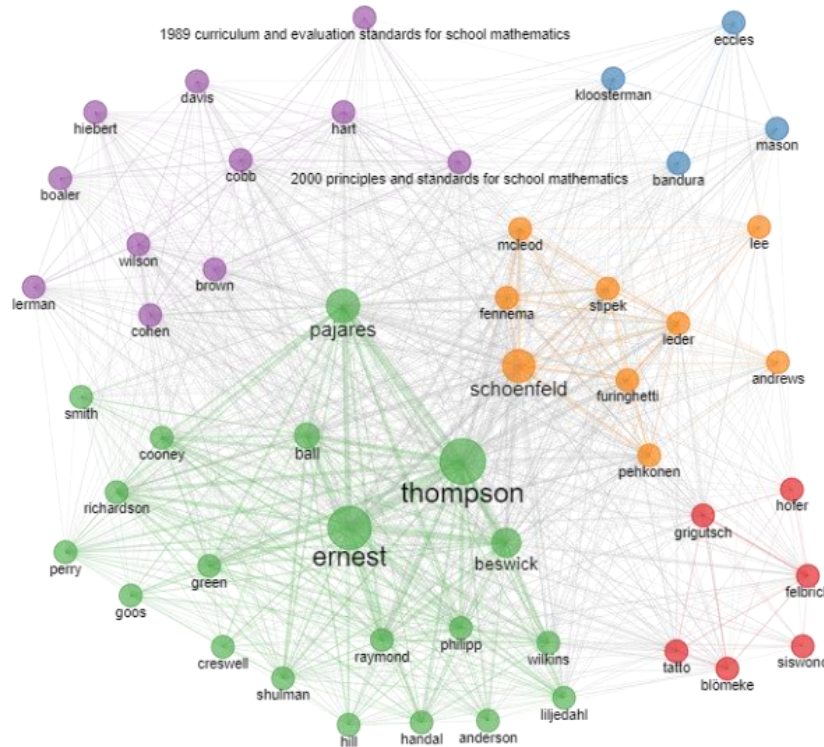 1989 curriculum and evaluation standards for school mathematics
eccles
davis
kloosterman
hiebert
hart
mason
cobb
2000 principles and standards for school mathematics
bandura
boaler
mcleod
lee
wilson
brown
lerman
fennema
stipek
cohen
pajares
leder
schoenfeld
furinghetti
andrews
smith
cooney
ball
pehkonen
thompson
richardson
hofer
grigutsch
ernest
beswick
perry
green
felbrich
goos
creswell
raymond
philipp
wilkins
tatto
siswono
blömeke
shulman
liljedahl
hill
handal
anderson